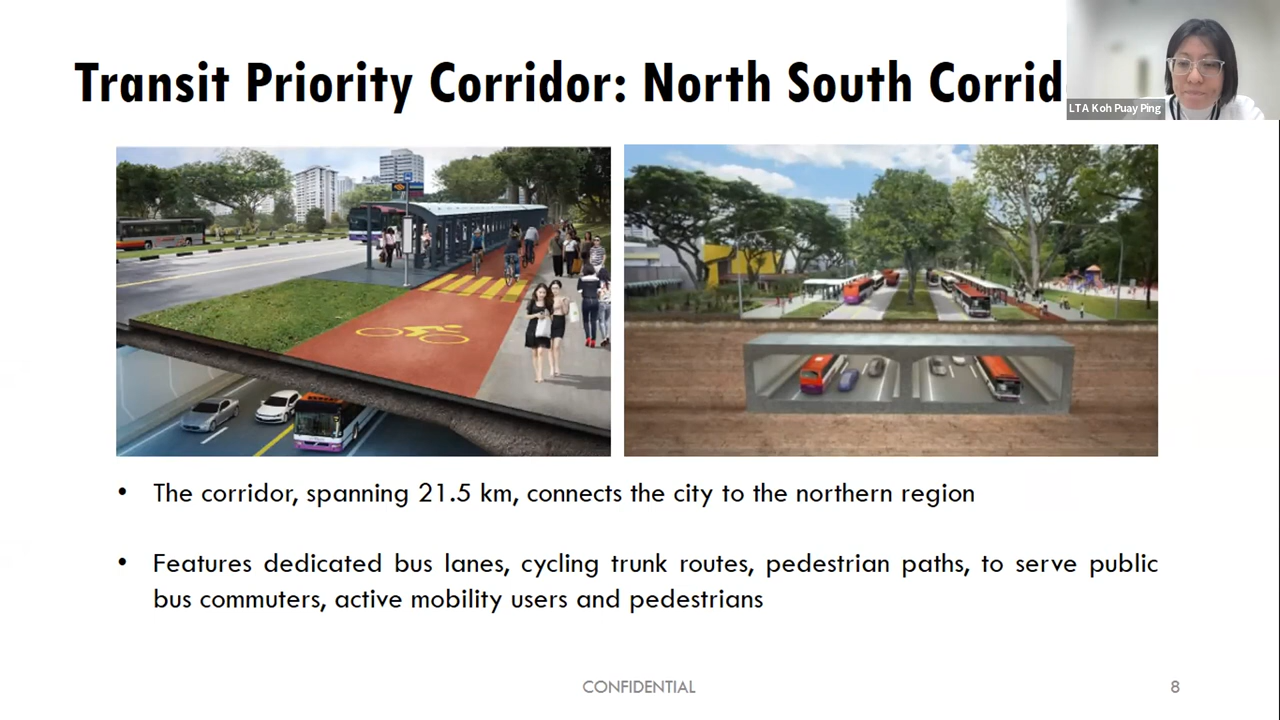 Transit Priority Corridor: North South Corrid
LTA Koh Puay Ping
• The corridor, spanning 21.5 km, connects the city to the northern region
• Features dedicated bus lanes, cycling trunk routes, pedestrian paths, to serve public
bus commuters, active mobility users and pedestrians
CONFIDENTIAL
8